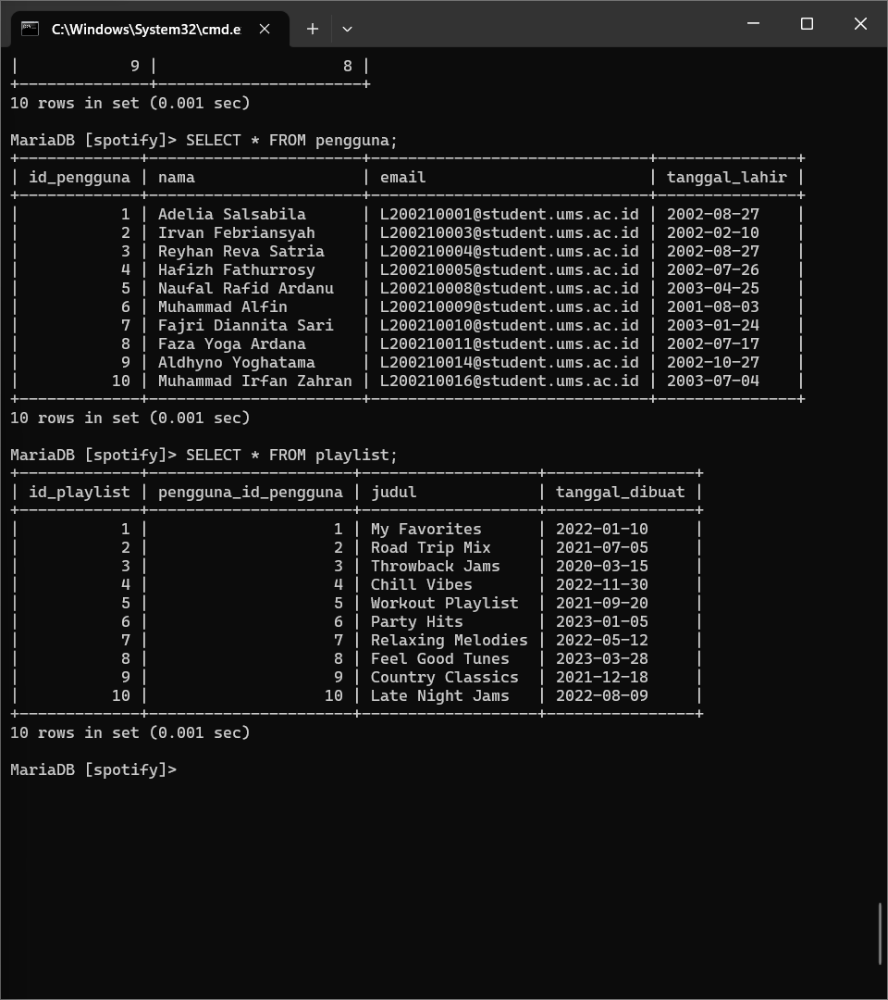 C:\Windows\System32\cmd.e
|            9 |                    8 |
+--------------+----------------------+
10 rows in set (0.001 sec)

MariaDB [spotify]> SELECT * FROM pengguna;
+-------------+-----------------------+------------------------------+---------------+
| id_pengguna | nama                  | email                        | tanggal_lahir |
+-------------+-----------------------+------------------------------+---------------+
|           1 | Adelia Salsabila      | L200210001@student.ums.ac.id | 2002-08-27    |
|           2 | Irvan Febriansyah     | L200210003@student.ums.ac.id | 2002-02-10    |
|           3 | Reyhan Reva Satria    | L200210004@student.ums.ac.id | 2002-08-27    |
|           4 | Hafizh Fathurrosy     | L200210005@student.ums.ac.id | 2002-07-26    |
|           5 | Naufal Rafid Ardanu   | L200210008@student.ums.ac.id | 2003-04-25    |
|           6 | Muhammad Alfin        | L200210009@student.ums.ac.id | 2001-08-03    |
|           7 | Fajri Diannita Sari   | L200210010@student.ums.ac.id | 2003-01-24    |
|           8 | Faza Yoga Ardana      | L200210011@student.ums.ac.id | 2002-07-17    |
|           9 | Aldhyno Yoghatama     | L200210014@student.ums.ac.id | 2002-10-27    |
|          10 | Muhammad Irfan Zahran | L200210016@student.ums.ac.id | 2003-07-04    |
+-------------+-----------------------+------------------------------+---------------+
10 rows in set (0.001 sec)

MariaDB [spotify]> SELECT * FROM playlist;
+-------------+----------------------+-------------------+----------------+
| id_playlist | pengguna_id_pengguna | judul             | tanggal_dibuat |
+-------------+----------------------+-------------------+----------------+
|           1 |                    1 | My Favorites      | 2022-01-10     |
|           2 |                    2 | Road Trip Mix     | 2021-07-05     |
|           3 |                    3 | Throwback Jams    | 2020-03-15     |
|           4 |                    4 | Chill Vibes       | 2022-11-30     |
|           5 |                    5 | Workout Playlist  | 2021-09-20     |
|           6 |                    6 | Party Hits        | 2023-01-05     |
|           7 |                    7 | Relaxing Melodies | 2022-05-12     |
|           8 |                    8 | Feel Good Tunes   | 2023-03-28     |
|           9 |                    9 | Country Classics  | 2021-12-18     |
|          10 |                   10 | Late Night Jams   | 2022-08-09     |
+-------------+----------------------+-------------------+----------------+
10 rows in set (0.001 sec)

MariaDB [spotify]>